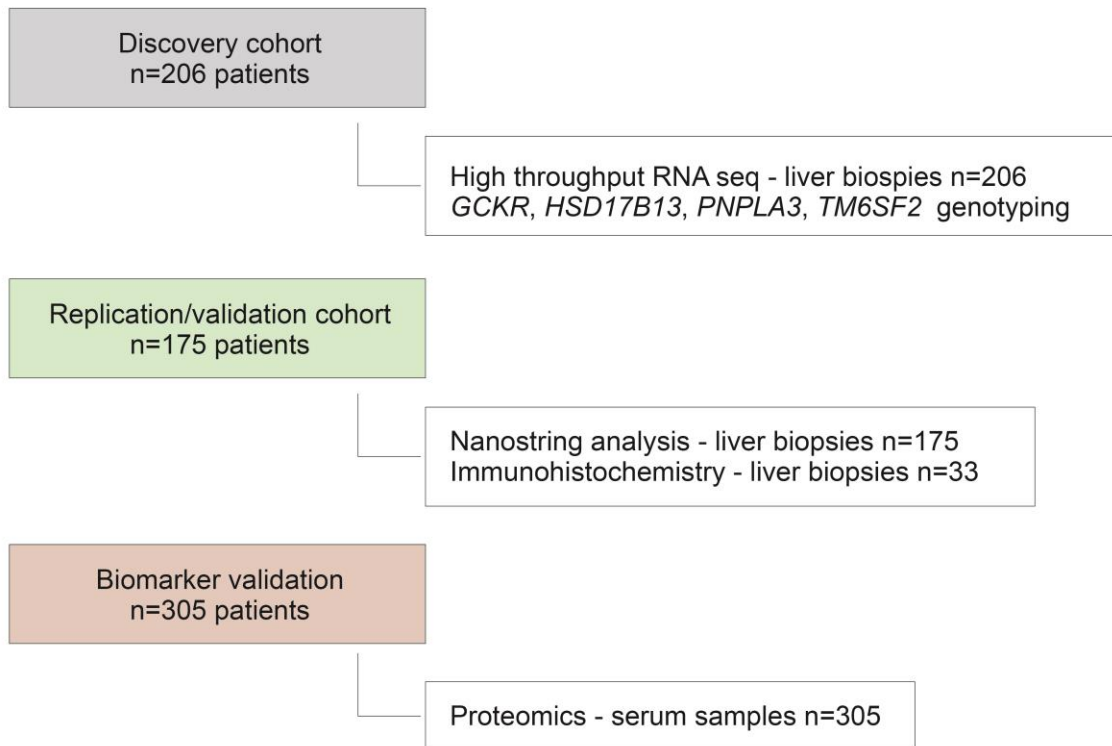 Discovery cohort
n=206 patients
High throughput RNA seq - liver biospies n=206
GCKR, HSD17B13, PNPLA3, TM6SF2 genotyping
Replication/validation cohort
n=175 patients
Nanostring analysis - liver biopsies n=175
Immunohistochemistry - liver biopsies n=33
Biomarker validation
n=305 patients
Proteomics - serum samples n=305